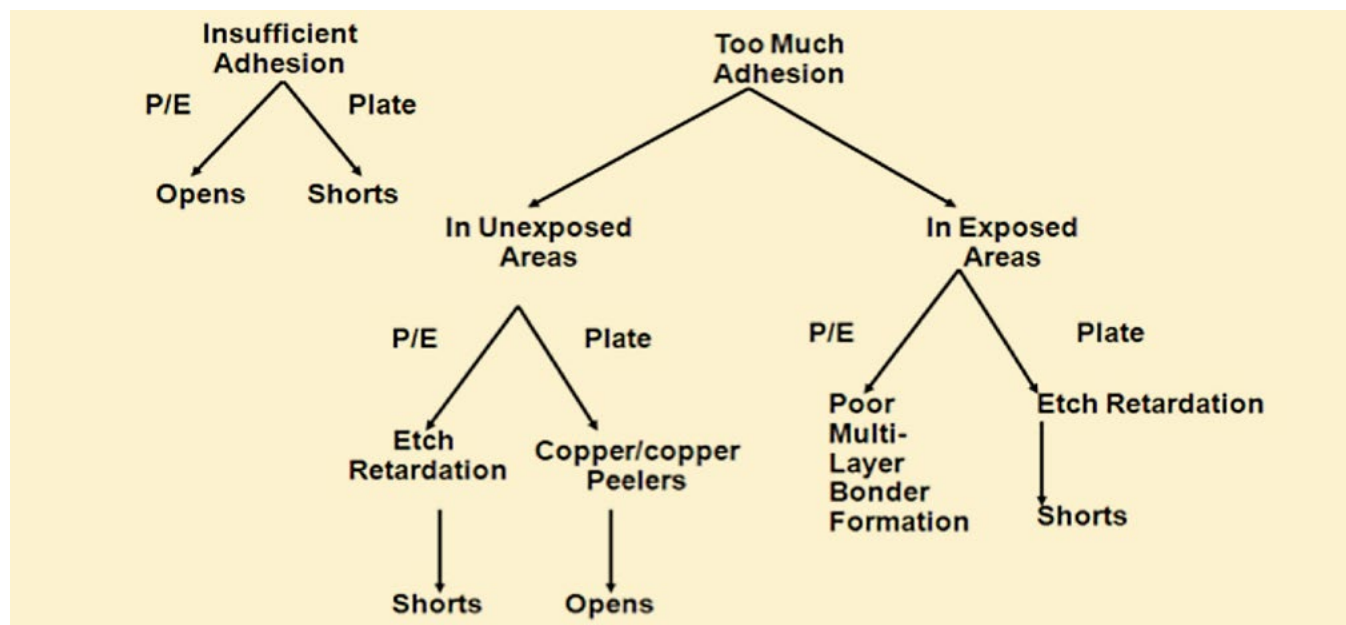 Insufficient
Adhesion
P/E
Plate
Opens
Shorts
Too Much
Adhesion
In Unexposed
Areas
P/E
Plate
Etch
Retardation
Copper/copper
Peelers
Shorts
Opens
In Exposed
Areas
P/E
Plate
Poor
Multi-
Layer
Bonder
Formation
Etch Retardation
Shorts